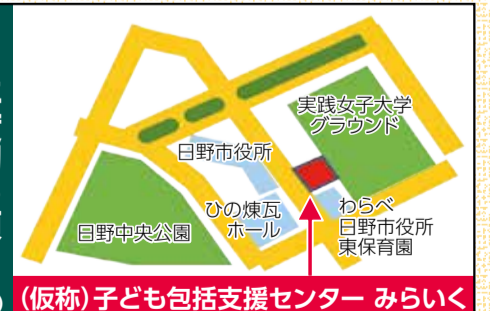 実践女子大学
グラウンド
日野市役所
ひの煉瓦
ホール
わらべ
日野市役所
東保育園
日野中央公園
(仮称)子ども包括支援センター みらいく